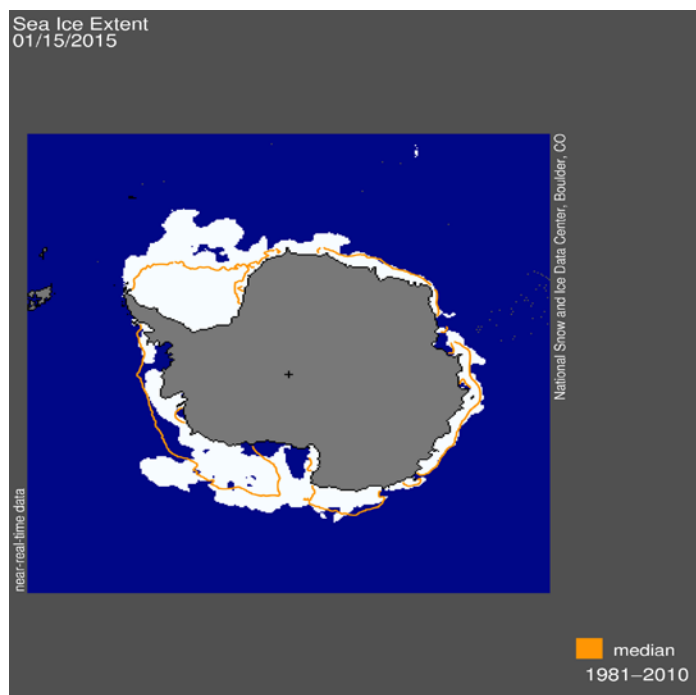 Sea Ice Extent
01/15/2015
National Snow and Ice Data Center, Boulder, CO
near-real-time data
median
1981–2010